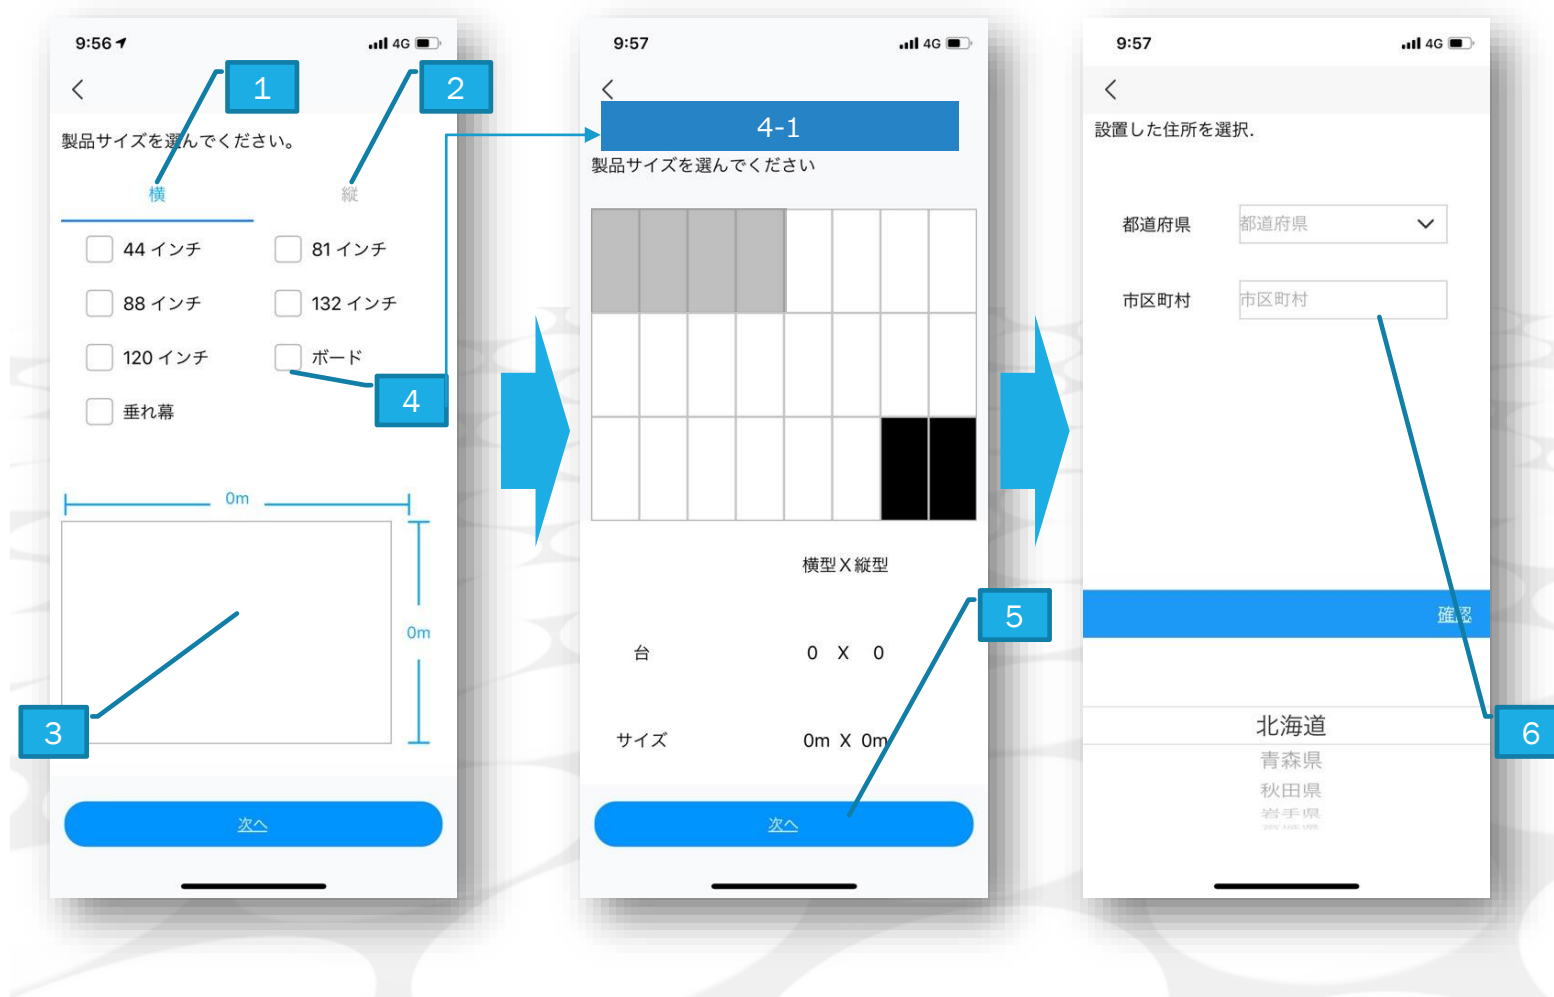 9:56
4G
1
2
製品サイズを選んでください。
横
縦
44 インチ
81 インチ
88 インチ
132 インチ
120 インチ
ボード
垂れ幕
4
0m
0m
3
次へ
9:57
4G
4-1
製品サイズを選んでください
横型 X 縦型
5
台
0 X 0
サイズ
0m X 0m
次へ
9:57
4G
設置した住所を選択.
都道府県
都道府県
市区町村
市区町村
確認
6
北海道
青森県
秋田県
岩手県
宮城県